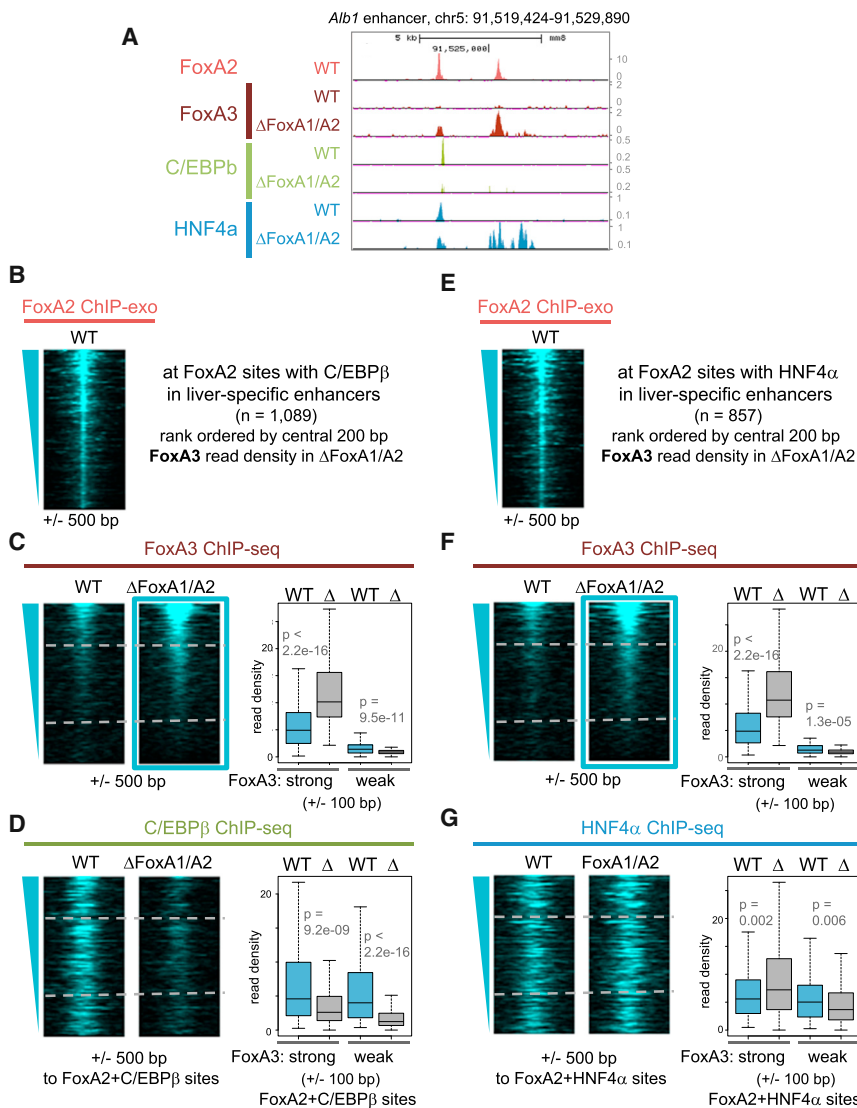 Alb1 enhancer, chr5: 91,519,424-91,529,890
A
5 kb
mm8
91,525,000
FoxA2
WT
10
0
FoxA3
WT
2
0
ΔFoxA1/A2
2
0
C/EBPb
WT
0.5
0.2
ΔFoxA1/A2
0.5
0.2
HNF4a
WT
1
0.1
ΔFoxA1/A2
1
0.1
B
FoxA2 ChIP-exo
WT
at FoxA2 sites with C/EBPβ
in liver-specific enhancers
(n = 1,089)
rank ordered by central 200 bp
FoxA3 read density in ΔFoxA1/A2
+/- 500 bp
E
FoxA2 ChIP-exo
WT
at FoxA2 sites with HNF4α
in liver-specific enhancers
(n = 857)
rank ordered by central 200 bp
FoxA3 read density in ΔFoxA1/A2
+/- 500 bp
C
FoxA3 ChIP-seq
WT ΔFoxA1/A2
WT Δ WT Δ
p <
2.2e-16
p =
9.5e-11
read density
20
0
+/- 500 bp
FoxA3: strong weak
(+/- 100 bp)
F
FoxA3 ChIP-seq
WT ΔFoxA1/A2
WT Δ WT Δ
p <
2.2e-16
p =
1.3e-05
read density
20
0
+/- 500 bp
FoxA3: strong weak
(+/- 100 bp)
D
C/EBPβ ChIP-seq
WT ΔFoxA1/A2
WT Δ WT Δ
p =
9.2e-09
p <
2.2e-16
read density
20
0
+/- 500 bp
to FoxA2+C/EBPβ sites
FoxA3: strong weak
(+/- 100 bp)
FoxA2+C/EBPβ sites
G
HNF4α ChIP-seq
WT FoxA1/A2
WT Δ WT Δ
p =
0.002
p =
0.006
read density
20
0
+/- 500 bp
to FoxA2+HNF4α sites
FoxA3: strong weak
(+/- 100 bp)
FoxA2+HNF4α sites